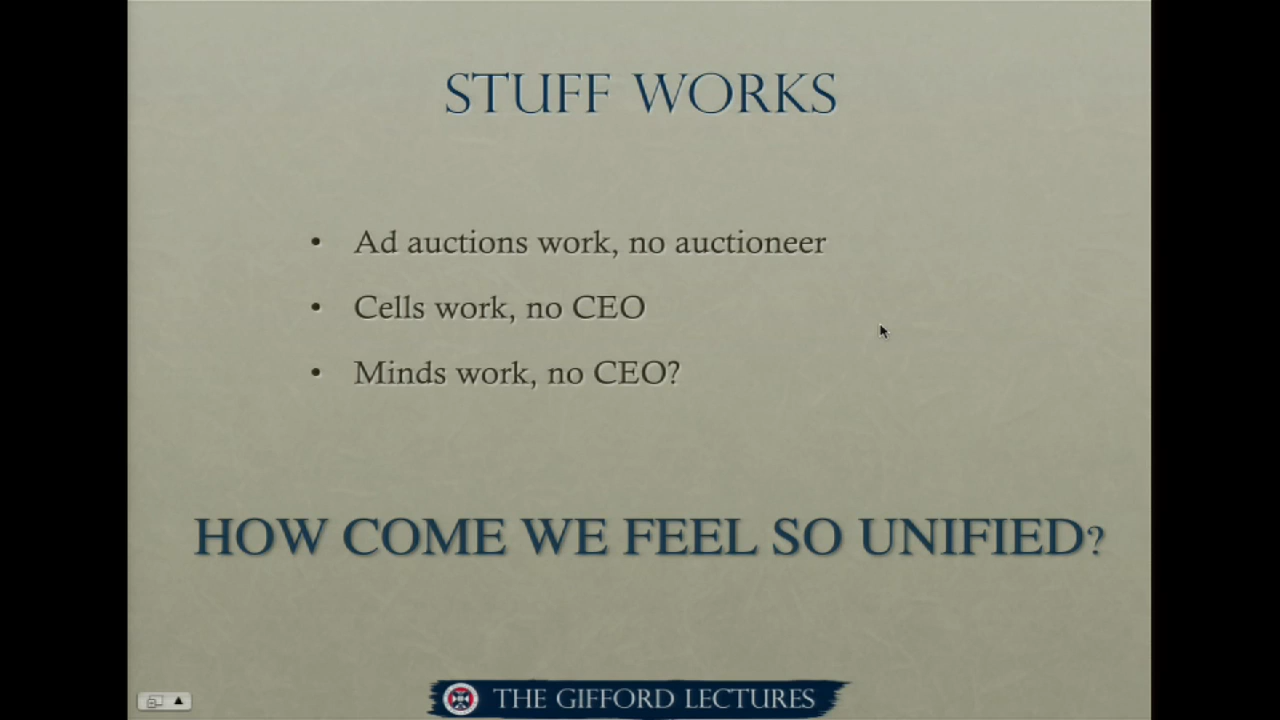 STUFF WORKS
• Ad auctions work, no auctioneer
• Cells work, no CEO
• Minds work, no CEO?
HOW COME WE FEEL SO UNIFIED?
THE GIFFORD LECTURES